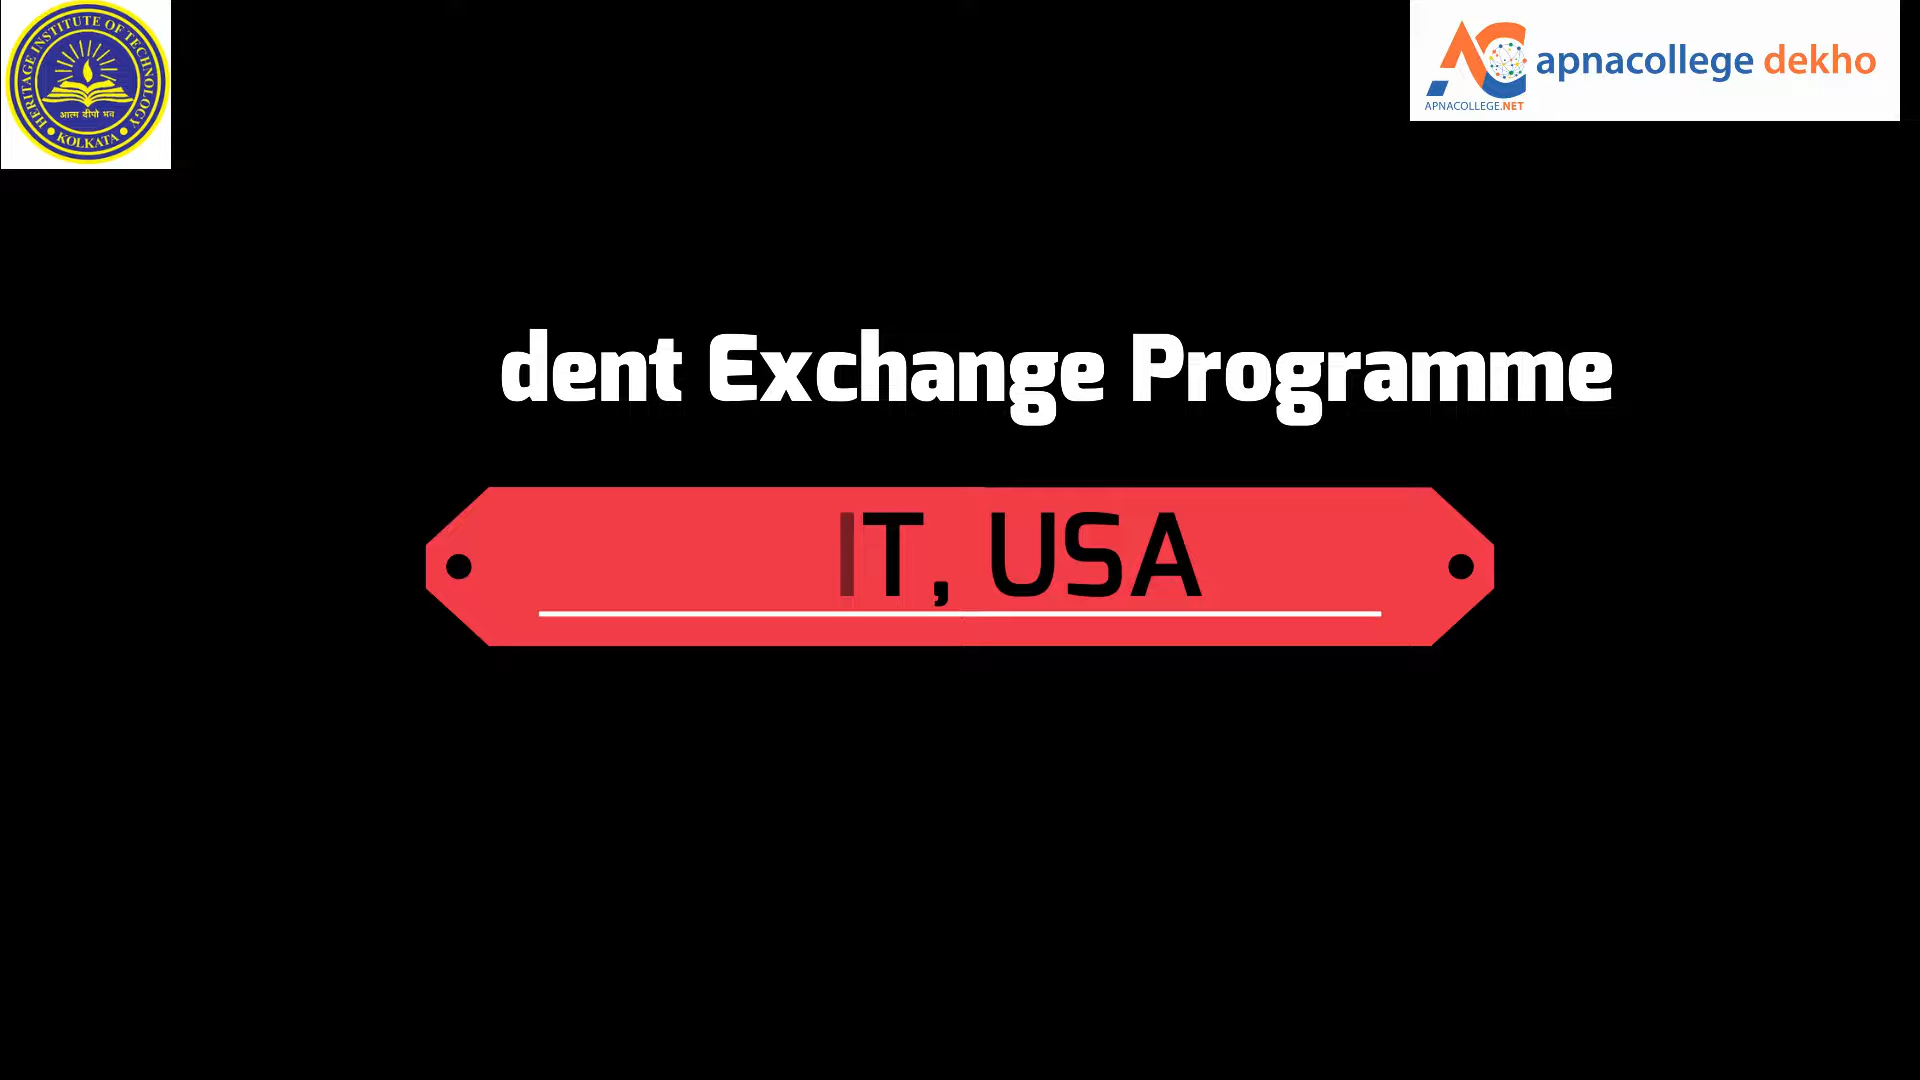 HERITAGE INSTITUTE OF TECHNOLOGY
आत्म दीपो भव
KOLKATA
apnacollege dekho
APNACOLLEGE.NET
dent Exchange Programme
IT, USA